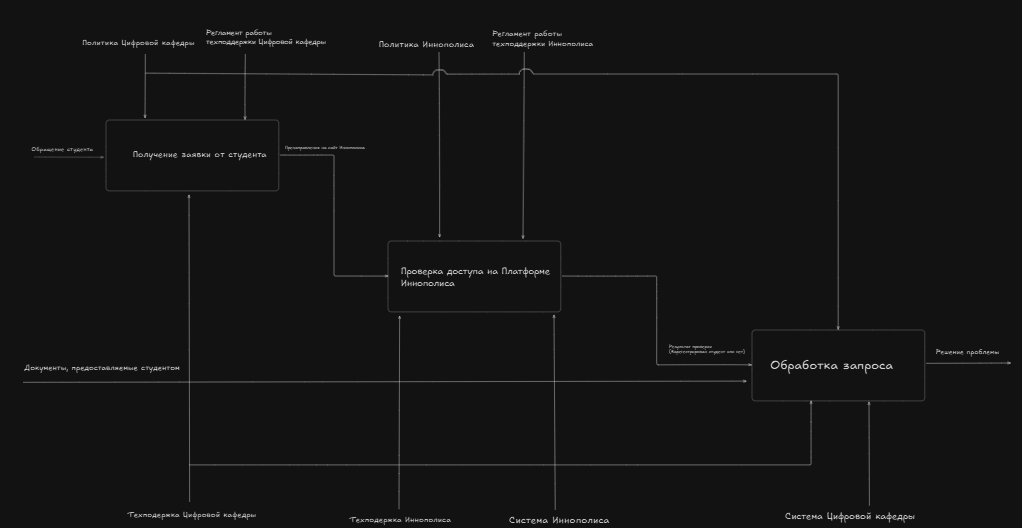 Политика Цифровой кафедры
Регламент работы
техподдержки Цифровой кафедры
Политика Иннополиса
Регламент работы
техподдержки Иннополиса
Обращение студента
Получение заявки от студента
Перенаправление на сайт Иннополиса
Проверка доступа на Платформе
Иннополиса
Результат проверки
(Зарегистрирован студент или нет)
Решение проблемы
Обработка запроса
Документы, предоставляемые студентом
Техподержка Цифровой кафедры
Техподержка Иннополиса
Система Иннополиса
Система Цифровой кафедры